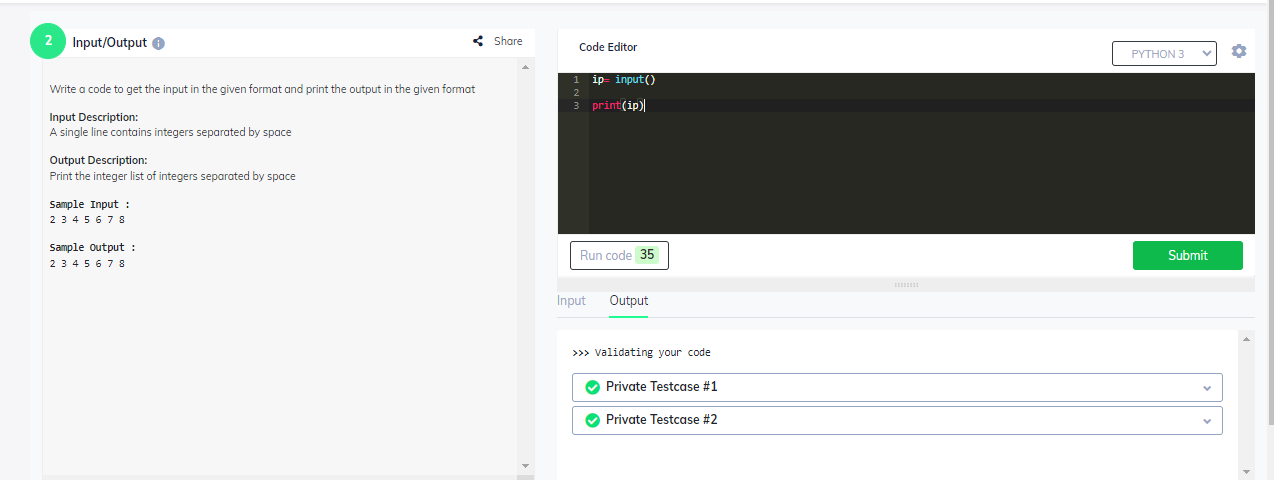 2
Input/Output
Share
Write a code to get the input in the given format and print the output in the given format
Input Description:
A single line contains integers separated by space
Output Description:
Print the integer list of integers separated by space
Sample Input :
2 3 4 5 6 7 8
Sample Output :
2 3 4 5 6 7 8
Code Editor
PYTHON 3
1 ip= input()
2
3 print(ip)
Run code 35
Submit
Input Output
>>> Validating your code
Private Testcase #1
Private Testcase #2